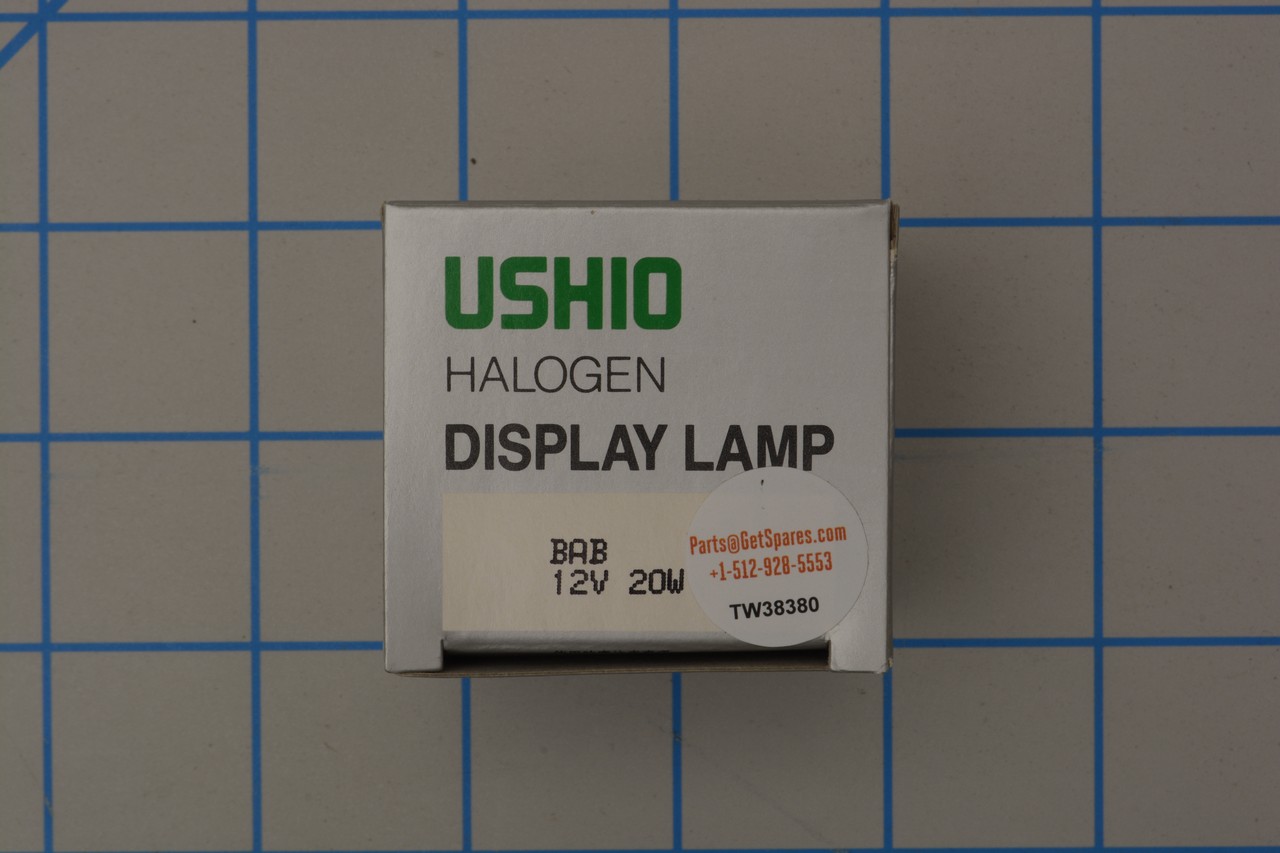 USHIO
HALOGEN
DISPLAY LAMP
BAB
12V 20W
Parts@GetSpares.com
+1-512-928-5553
TW38380